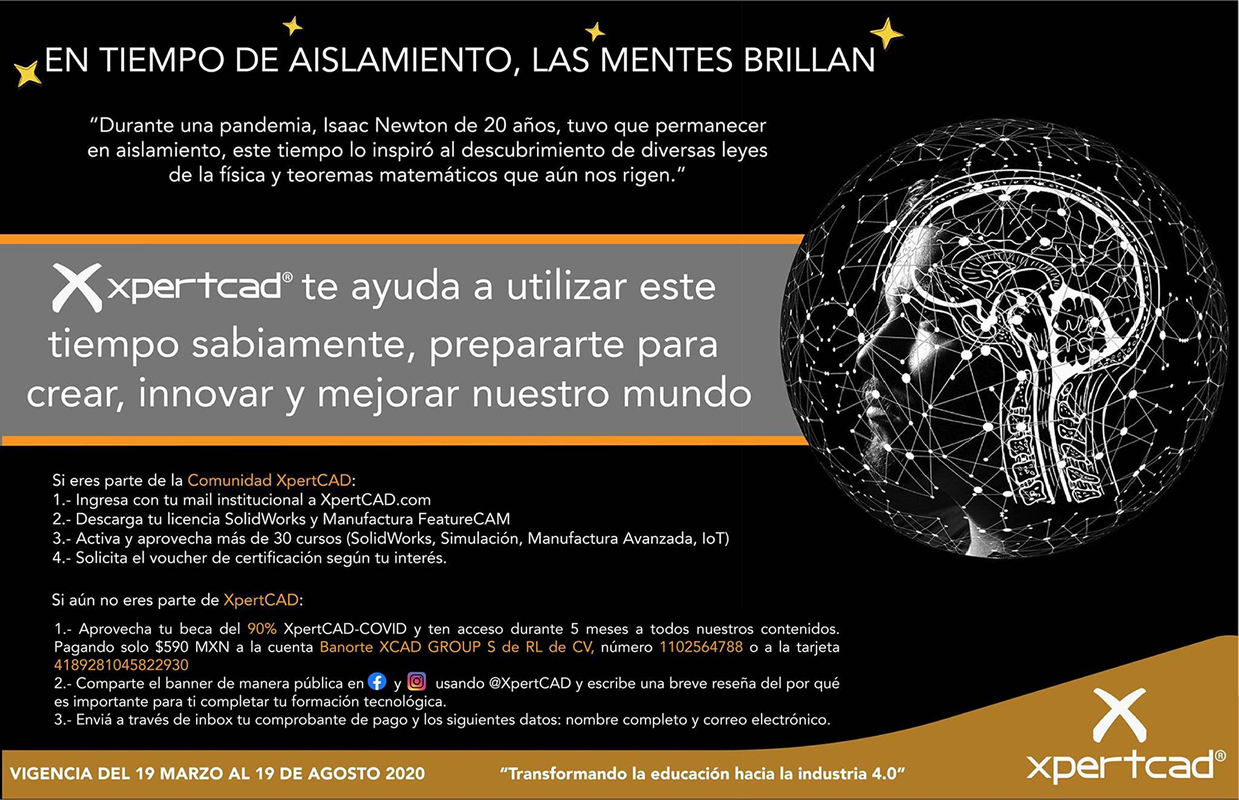 EN TIEMPO DE AISLAMIENTO, LAS MENTES BRILLAN
“Durante una pandemia, Isaac Newton de 20 años, tuvo que permanecer
en aislamiento, este tiempo lo inspiró al descubrimiento de diversas leyes
de la física y teoremas matemáticos que aún nos rigen.”
xpertcad® te ayuda a utilizar este
tiempo sabiamente, prepararte para
crear, innovar y mejorar nuestro mundo
Si eres parte de la Comunidad XpertCAD:
1.- Ingresa con tu mail institucional a XpertCAD.com
2.- Descarga tu licencia SolidWorks y Manufactura FeatureCAM
3.- Activa y aprovecha más de 30 cursos (SolidWorks, Simulación, Manufactura Avanzada, IoT)
4.- Solicita el voucher de certificación según tu interés.
Si aún no eres parte de XpertCAD:
1.- Aprovecha tu beca del 90% XpertCAD-COVID y ten acceso durante 5 meses a todos nuestros contenidos.
Pagando solo $590 MXN a la cuenta Banorte XCAD GROUP S de RL de CV, número 1102564788 o a la tarjeta
4189281045822930
2.- Comparte el banner de manera pública en y usando @XpertCAD y escribe una breve reseña del por qué
es importante para ti completar tu formación tecnológica.
3.- Enviá a través de inbox tu comprobante de pago y los siguientes datos: nombre completo y correo electrónico.
VIGENCIA DEL 19 MARZO AL 19 DE AGOSTO 2020
“Transformando la educación hacia la industria 4.0”
xpertcad®